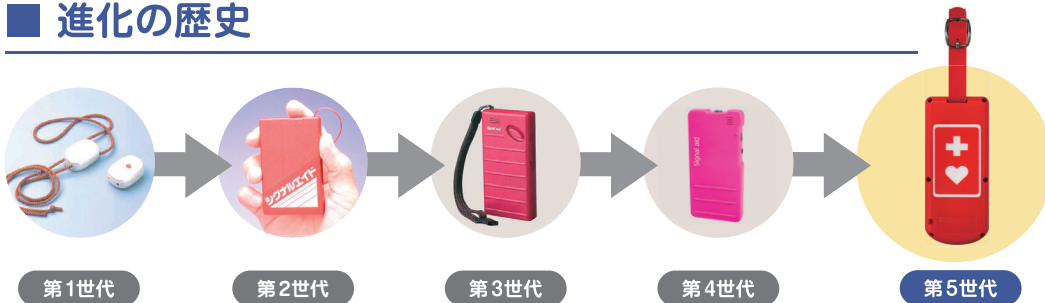 ■ 進化の歴史
シグナルエイド
Signal aid
Signal aid
第1世代
第2世代
第3世代
第4世代
第5世代